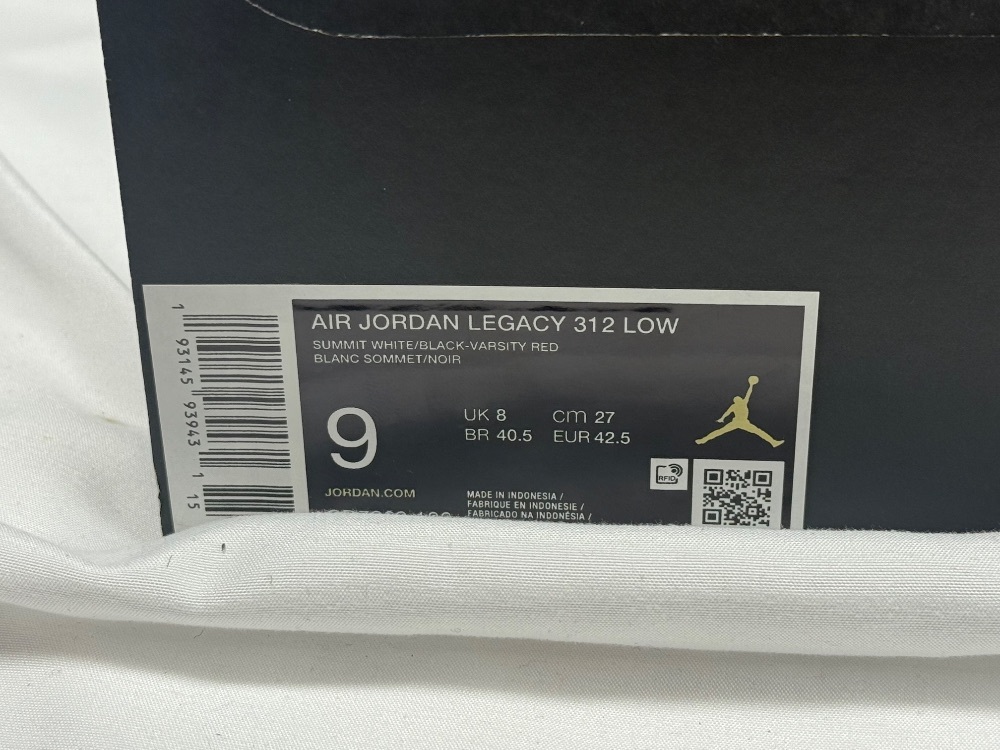 AIR JORDAN LEGACY 312 LOW
SUMMIT WHITE/BLACK-VARSITY RED
BLANC SOMMET/NOIR
9
UK 8 CM 27
BR 40.5 EUR 42.5
RFID
JORDAN.COM
MADE IN INDONESIA /
FABRIQUE EN INDONESIE /
FABRICADO NA INDONÉSIA /
1 93145 93943 1 15